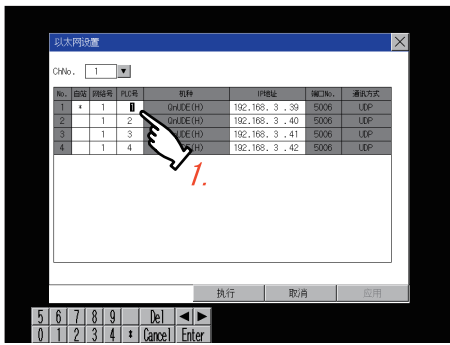 以太网设置
ChNo. 1
No. 自站 网络号 PLC号 机种 IP地址 端口No. 通讯方式
1 * 1 1 QnUDE(H) 192.168. 3 .39 5006 UDP
2 1 2 QnUDE(H) 192.168. 3 .40 5006 UDP
3 1 3 UDE(H) 192.168. 3 .41 5006 UDP
4 1 4 UDE(H) 192.168. 3 .42 5006 UDP
1.
执行 取消 应用
5 6 7 8 9 Del
0 1 2 3 4 * Cancel Enter